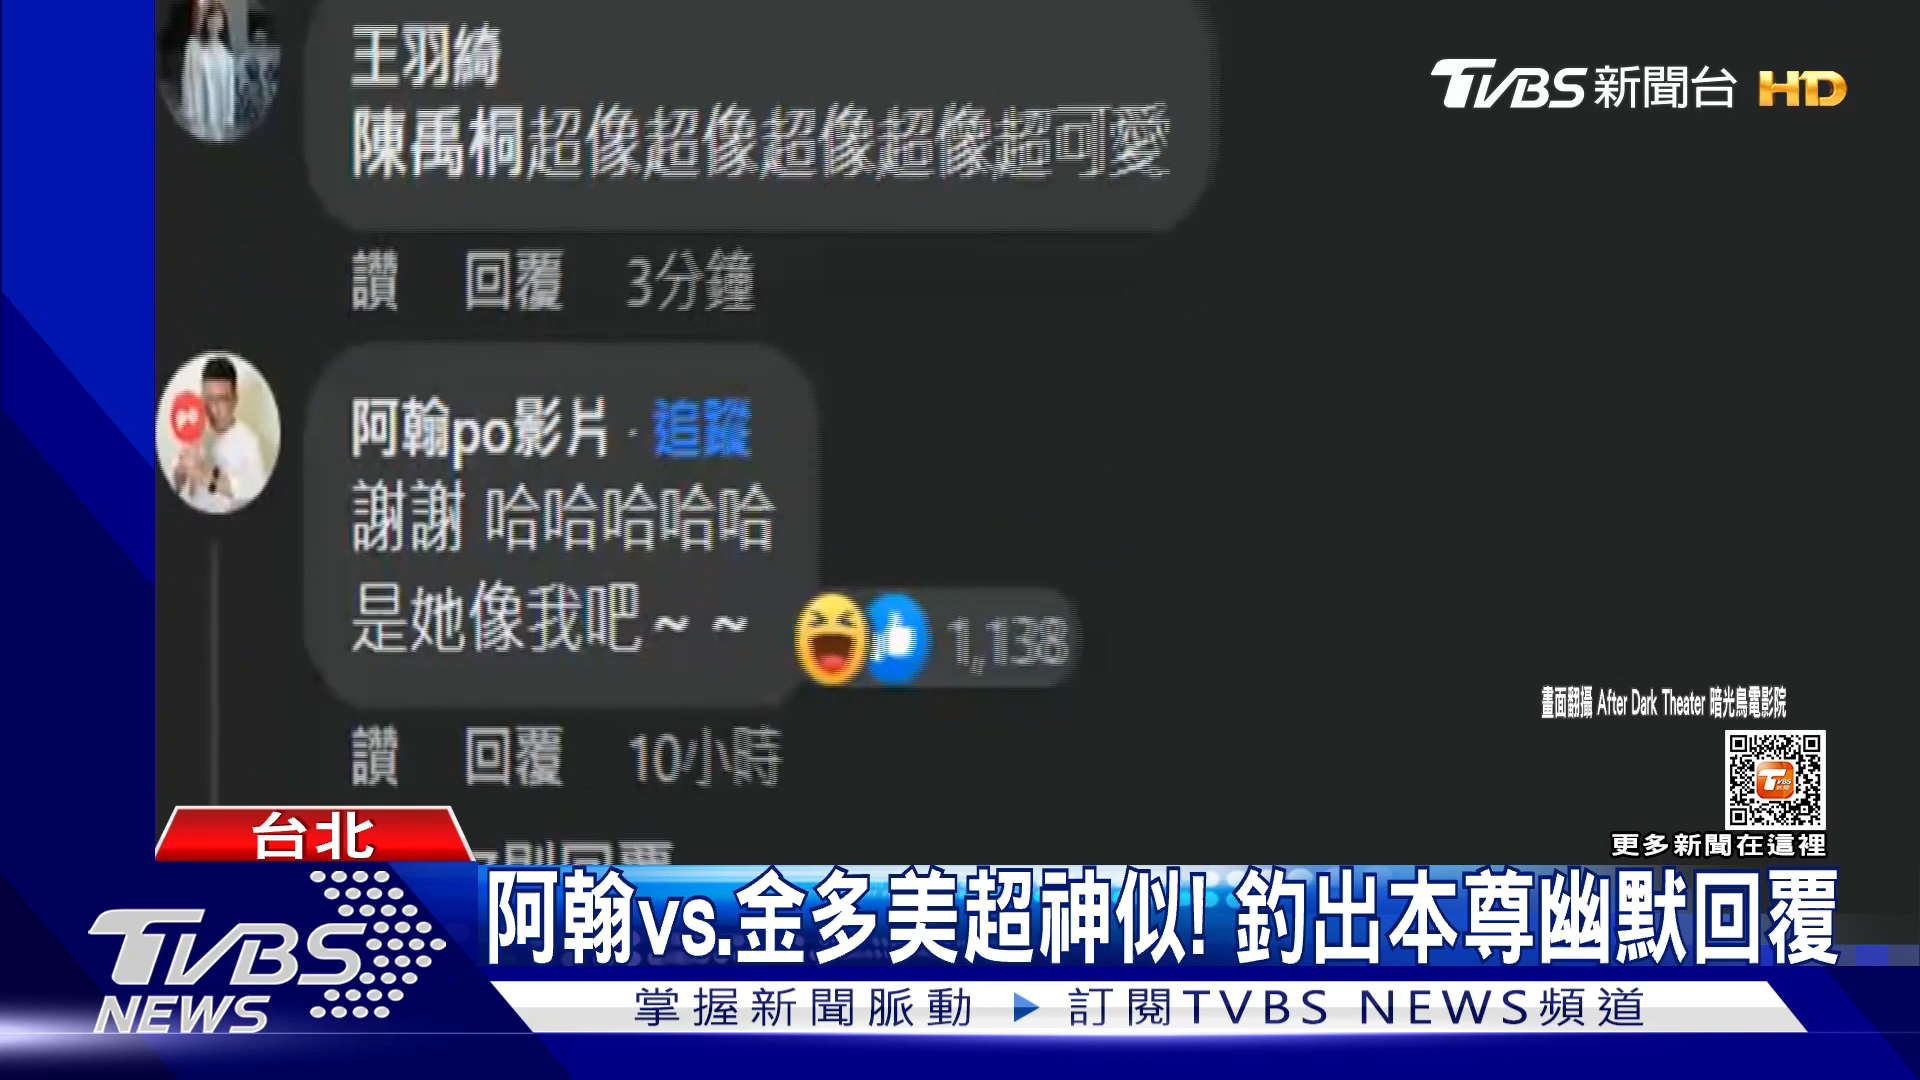 王羽綺
陳禹桐超像超像超像超像超可愛
讚 回覆 3分鐘
阿翰po影片 · 追蹤
謝謝 哈哈哈哈哈
是她像我吧~ ~
1,138
讚 回覆 10小時
TVBS新聞台 HD
畫面翻攝 After Dark Theater 暗光鳥電影院
更多新聞在這裡
台北
阿翰vs.金多美超神似! 釣出本尊幽默回覆
TVBS NEWS
掌握新聞脈動 ▶ 訂閱TVBS NEWS頻道